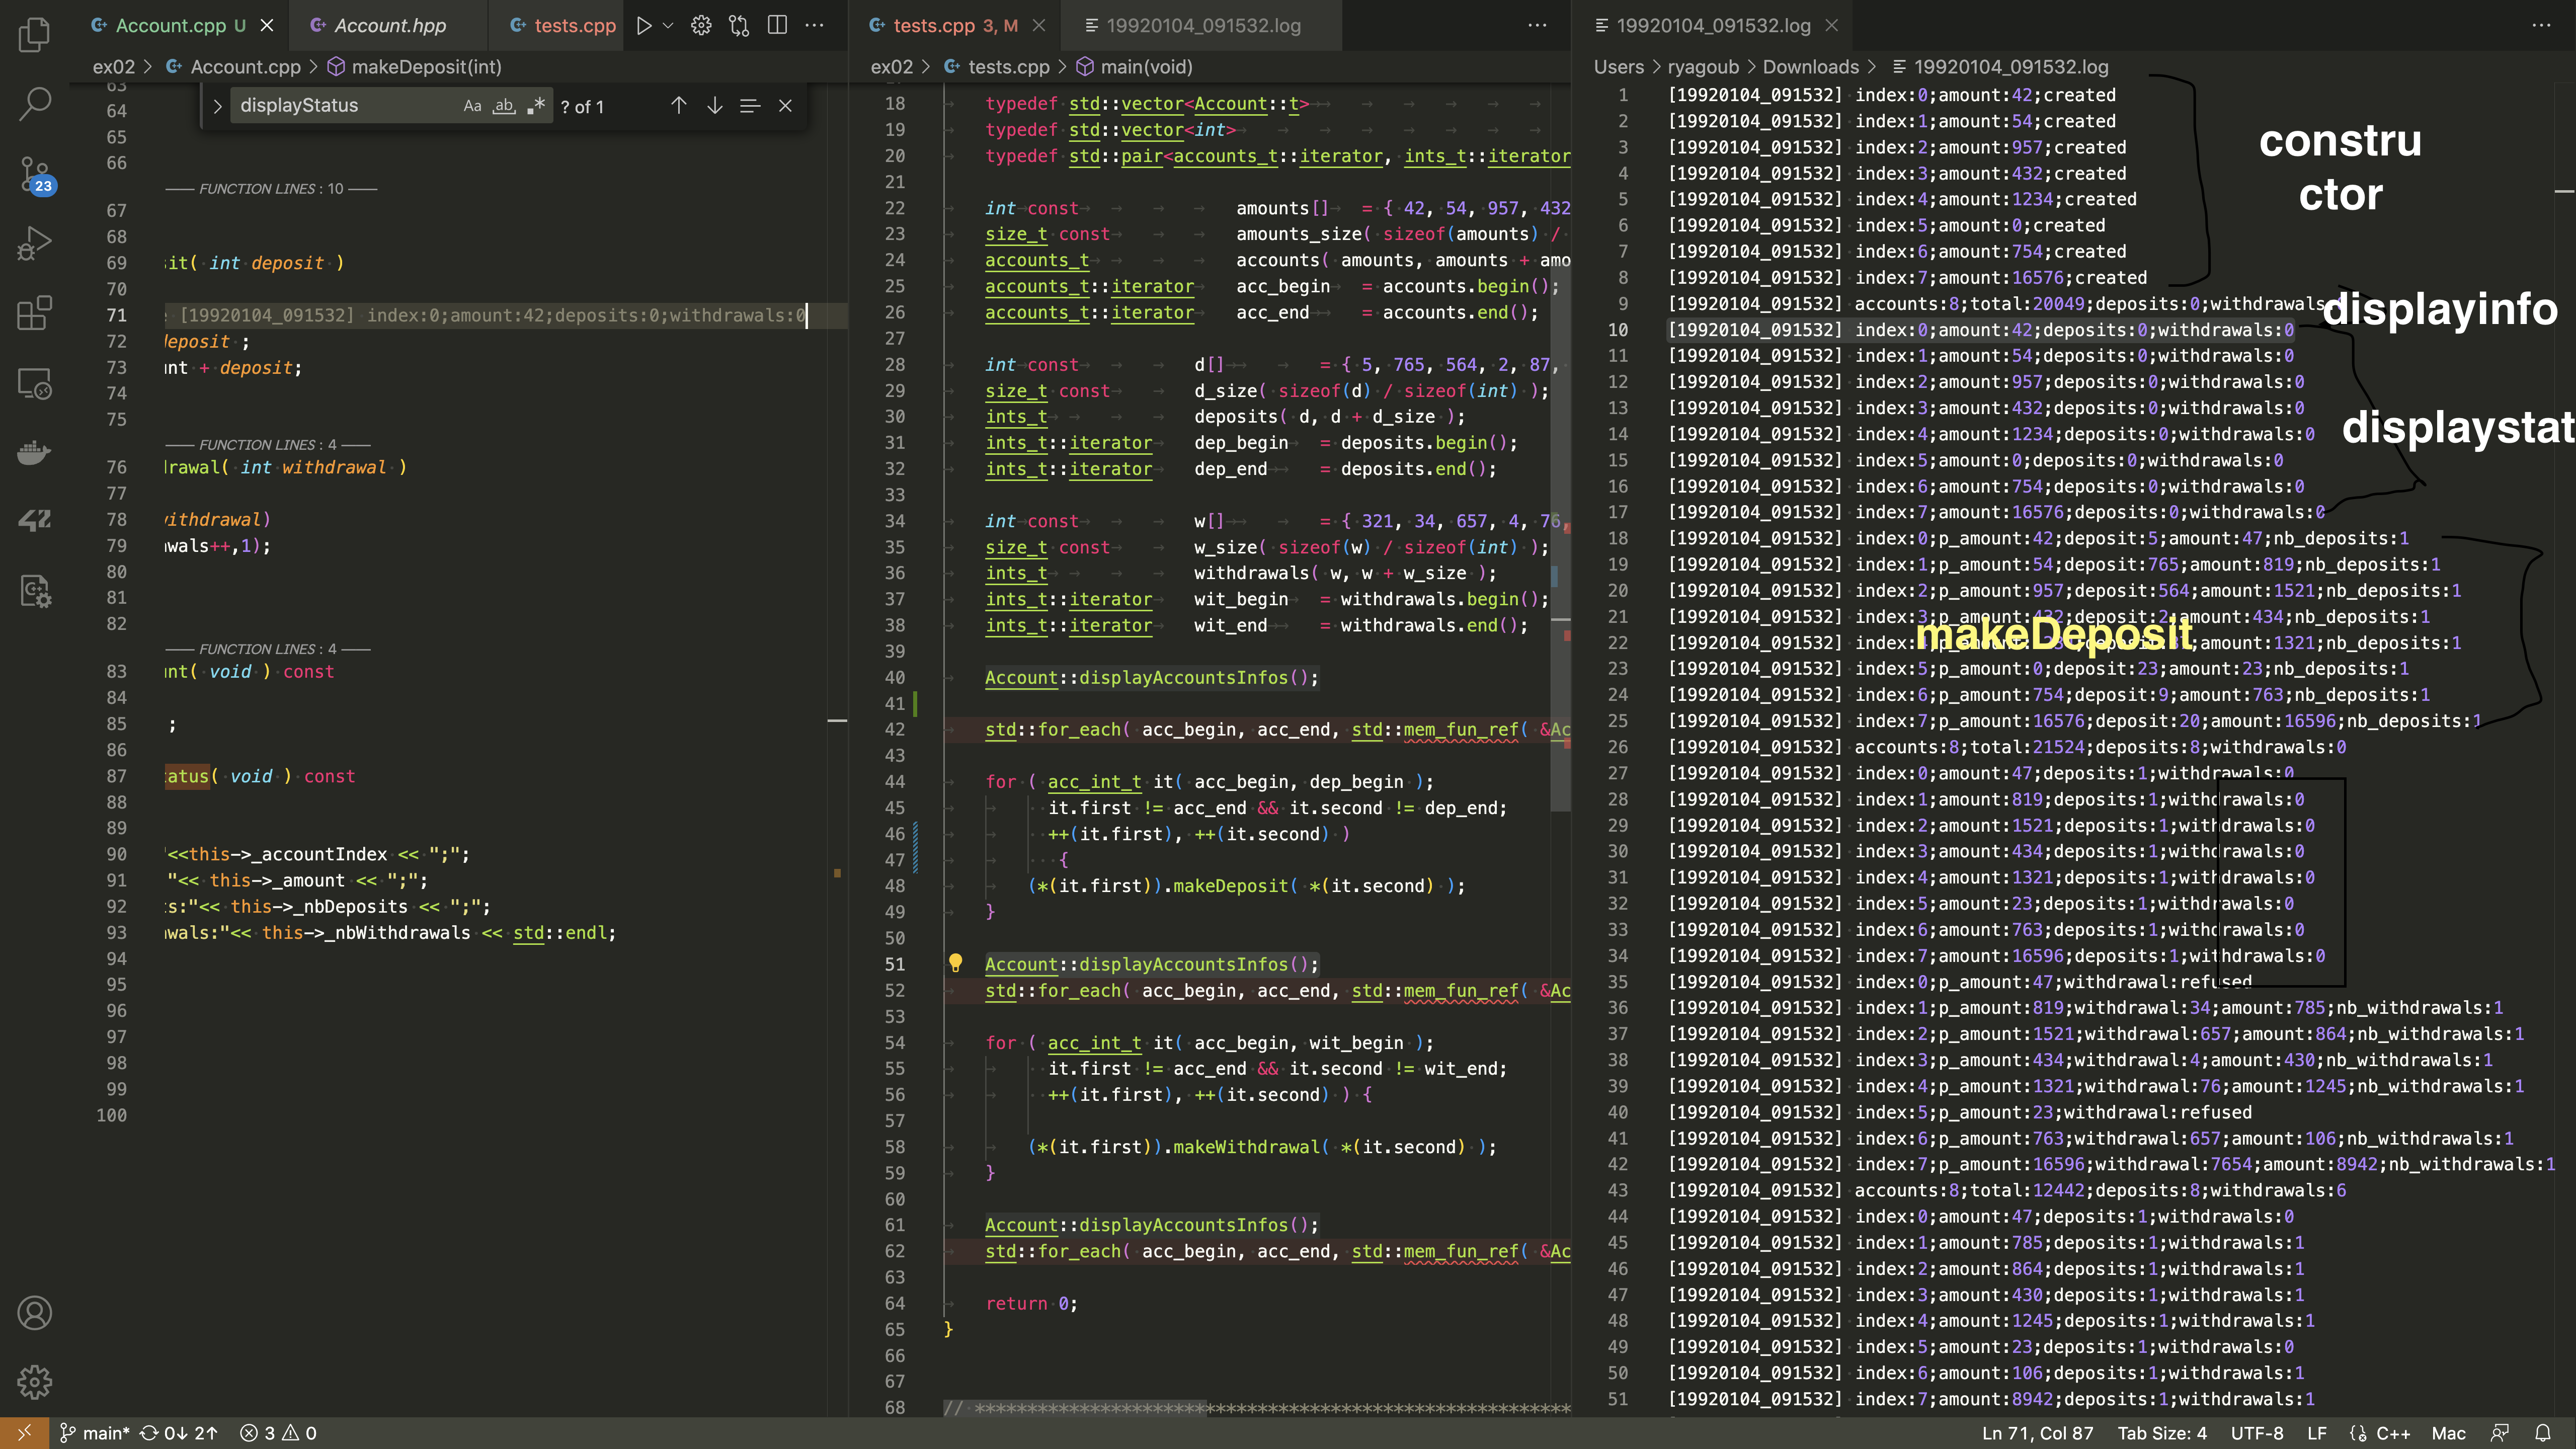 Account.cpp U
Account.hpp
tests.cpp
ex02 > Account.cpp > makeDeposit(int)
displayStatus
Aa ab .* ? of 1
23
63
64
65
66
FUNCTION LINES : 10
67
68
69 sit( int deposit )
70
71 [19920104_091532] index:0;amount:42;deposits:0;withdrawals:0
72 deposit ;
73 unt + deposit;
74
75
FUNCTION LINES : 4
76 drawal( int withdrawal )
77
78 withdrawal)
79 awals++,1);
80
81
82
FUNCTION LINES : 4
83 unt( void ) const
84
85 ;
86
87 atus( void ) const
88
89
90 "<<this->_accountIndex << ";";
91 "<< this->_amount << ";";
92 ts:"<< this->_nbDeposits << ";";
93 awals:"<< this->_nbWithdrawals << std::endl;
94
95
96
97
98
99
100
tests.cpp 3, M
19920104_091532.log
ex02 > tests.cpp > main(void)
18 typedef std::vector<Account::t>
19 typedef std::vector<int>
20 typedef std::pair<accounts_t::iterator, ints_t::iterator
21
22 int const amounts[] = { 42, 54, 957, 432
23 size_t const amounts_size( sizeof(amounts) /
24 accounts_t accounts( amounts, amounts + amo
25 accounts_t::iterator acc_begin = accounts.begin();
26 accounts_t::iterator acc_end = accounts.end();
27
28 int const d[] = { 5, 765, 564, 2, 87,
29 size_t const d_size( sizeof(d) / sizeof(int) );
30 ints_t deposits( d, d + d_size );
31 ints_t::iterator dep_begin = deposits.begin();
32 ints_t::iterator dep_end = deposits.end();
33
34 int const w[] = { 321, 34, 657, 4, 76,
35 size_t const w_size( sizeof(w) / sizeof(int) );
36 ints_t withdrawals( w, w + w_size );
37 ints_t::iterator wit_begin = withdrawals.begin();
38 ints_t::iterator wit_end = withdrawals.end();
39
40 Account::displayAccountsInfos();
41
42 std::for_each( acc_begin, acc_end, std::mem_fun_ref( &Ac
43
44 for ( acc_int_t it( acc_begin, dep_begin );
45 it.first != acc_end && it.second != dep_end;
46 ++(it.first), ++(it.second) )
47 {
48 (*(it.first)).makeDeposit( *(it.second) );
49 }
50
51 Account::displayAccountsInfos();
52 std::for_each( acc_begin, acc_end, std::mem_fun_ref( &Ac
53
54 for ( acc_int_t it( acc_begin, wit_begin );
55 it.first != acc_end && it.second != wit_end;
56 ++(it.first), ++(it.second) ) {
57
58 (*(it.first)).makeWithdrawal( *(it.second) );
59 }
60
61 Account::displayAccountsInfos();
62 std::for_each( acc_begin, acc_end, std::mem_fun_ref( &Ac
63
64 return 0;
65 }
66
67
68 // *********************************************************
19920104_091532.log
Users > ryagoub > Downloads > 19920104_091532.log
1 [19920104_091532] index:0;amount:42;created
2 [19920104_091532] index:1;amount:54;created
3 [19920104_091532] index:2;amount:957;created
4 [19920104_091532] index:3;amount:432;created
5 [19920104_091532] index:4;amount:1234;created
6 [19920104_091532] index:5;amount:0;created
7 [19920104_091532] index:6;amount:754;created
8 [19920104_091532] index:7;amount:16576;created
constru
ctor
9 [19920104_091532] accounts:8;total:20049;deposits:0;withdrawals
displayinfo
10 [19920104_091532] index:0;amount:42;deposits:0;withdrawals:0
11 [19920104_091532] index:1;amount:54;deposits:0;withdrawals:0
12 [19920104_091532] index:2;amount:957;deposits:0;withdrawals:0
13 [19920104_091532] index:3;amount:432;deposits:0;withdrawals:0
14 [19920104_091532] index:4;amount:1234;deposits:0;withdrawals:0
displaystat
15 [19920104_091532] index:5;amount:0;deposits:0;withdrawals:0
16 [19920104_091532] index:6;amount:754;deposits:0;withdrawals:0
17 [19920104_091532] index:7;amount:16576;deposits:0;withdrawals:0
18 [19920104_091532] index:0;p_amount:42;deposit:5;amount:47;nb_deposits:1
19 [19920104_091532] index:1;p_amount:54;deposit:765;amount:819;nb_deposits:1
20 [19920104_091532] index:2;p_amount:957;deposit:564;amount:1521;nb_deposits:1
21 [19920104_091532] index:3;p_amount:432;deposit:2;amount:434;nb_deposits:1
makeDeposit
22 [19920104_091532] amount:1321;nb_deposits:1
23 [19920104_091532] index:5;p_amount:0;deposit:23;amount:23;nb_deposits:1
24 [19920104_091532] index:6;p_amount:754;deposit:9;amount:763;nb_deposits:1
25 [19920104_091532] index:7;p_amount:16576;deposit:20;amount:16596;nb_deposits:1
26 [19920104_091532] accounts:8;total:21524;deposits:8;withdrawals:0
27 [19920104_091532] index:0;amount:47;deposits:1;withdrawals:0
28 [19920104_091532] index:1;amount:819;deposits:1;withdrawals:0
29 [19920104_091532] index:2;amount:1521;deposits:1;withdrawals:0
30 [19920104_091532] index:3;amount:434;deposits:1;withdrawals:0
31 [19920104_091532] index:4;amount:1321;deposits:1;withdrawals:0
32 [19920104_091532] index:5;amount:23;deposits:1;withdrawals:0
33 [19920104_091532] index:6;amount:763;deposits:1;withdrawals:0
34 [19920104_091532] index:7;amount:16596;deposits:1;withdrawals:0
35 [19920104_091532] index:0;p_amount:47;withdrawal:refused
36 [19920104_091532] index:1;p_amount:819;withdrawal:34;amount:785;nb_withdrawals:1
37 [19920104_091532] index:2;p_amount:1521;withdrawal:657;amount:864;nb_withdrawals:1
38 [19920104_091532] index:3;p_amount:434;withdrawal:4;amount:430;nb_withdrawals:1
39 [19920104_091532] index:4;p_amount:1321;withdrawal:76;amount:1245;nb_withdrawals:1
40 [19920104_091532] index:5;p_amount:23;withdrawal:refused
41 [19920104_091532] index:6;p_amount:763;withdrawal:657;amount:106;nb_withdrawals:1
42 [19920104_091532] index:7;p_amount:16596;withdrawal:7654;amount:8942;nb_withdrawals:1
43 [19920104_091532] accounts:8;total:12442;deposits:8;withdrawals:6
44 [19920104_091532] index:0;amount:47;deposits:1;withdrawals:0
45 [19920104_091532] index:1;amount:785;deposits:1;withdrawals:1
46 [19920104_091532] index:2;amount:864;deposits:1;withdrawals:1
47 [19920104_091532] index:3;amount:430;deposits:1;withdrawals:1
48 [19920104_091532] index:4;amount:1245;deposits:1;withdrawals:1
49 [19920104_091532] index:5;amount:23;deposits:1;withdrawals:0
50 [19920104_091532] index:6;amount:106;deposits:1;withdrawals:1
51 [19920104_091532] index:7;amount:8942;deposits:1;withdrawals:1
main* 0↓ 2↑ 3 0
Ln 71, Col 87 Tab Size: 4 UTF-8 LF C++ Mac